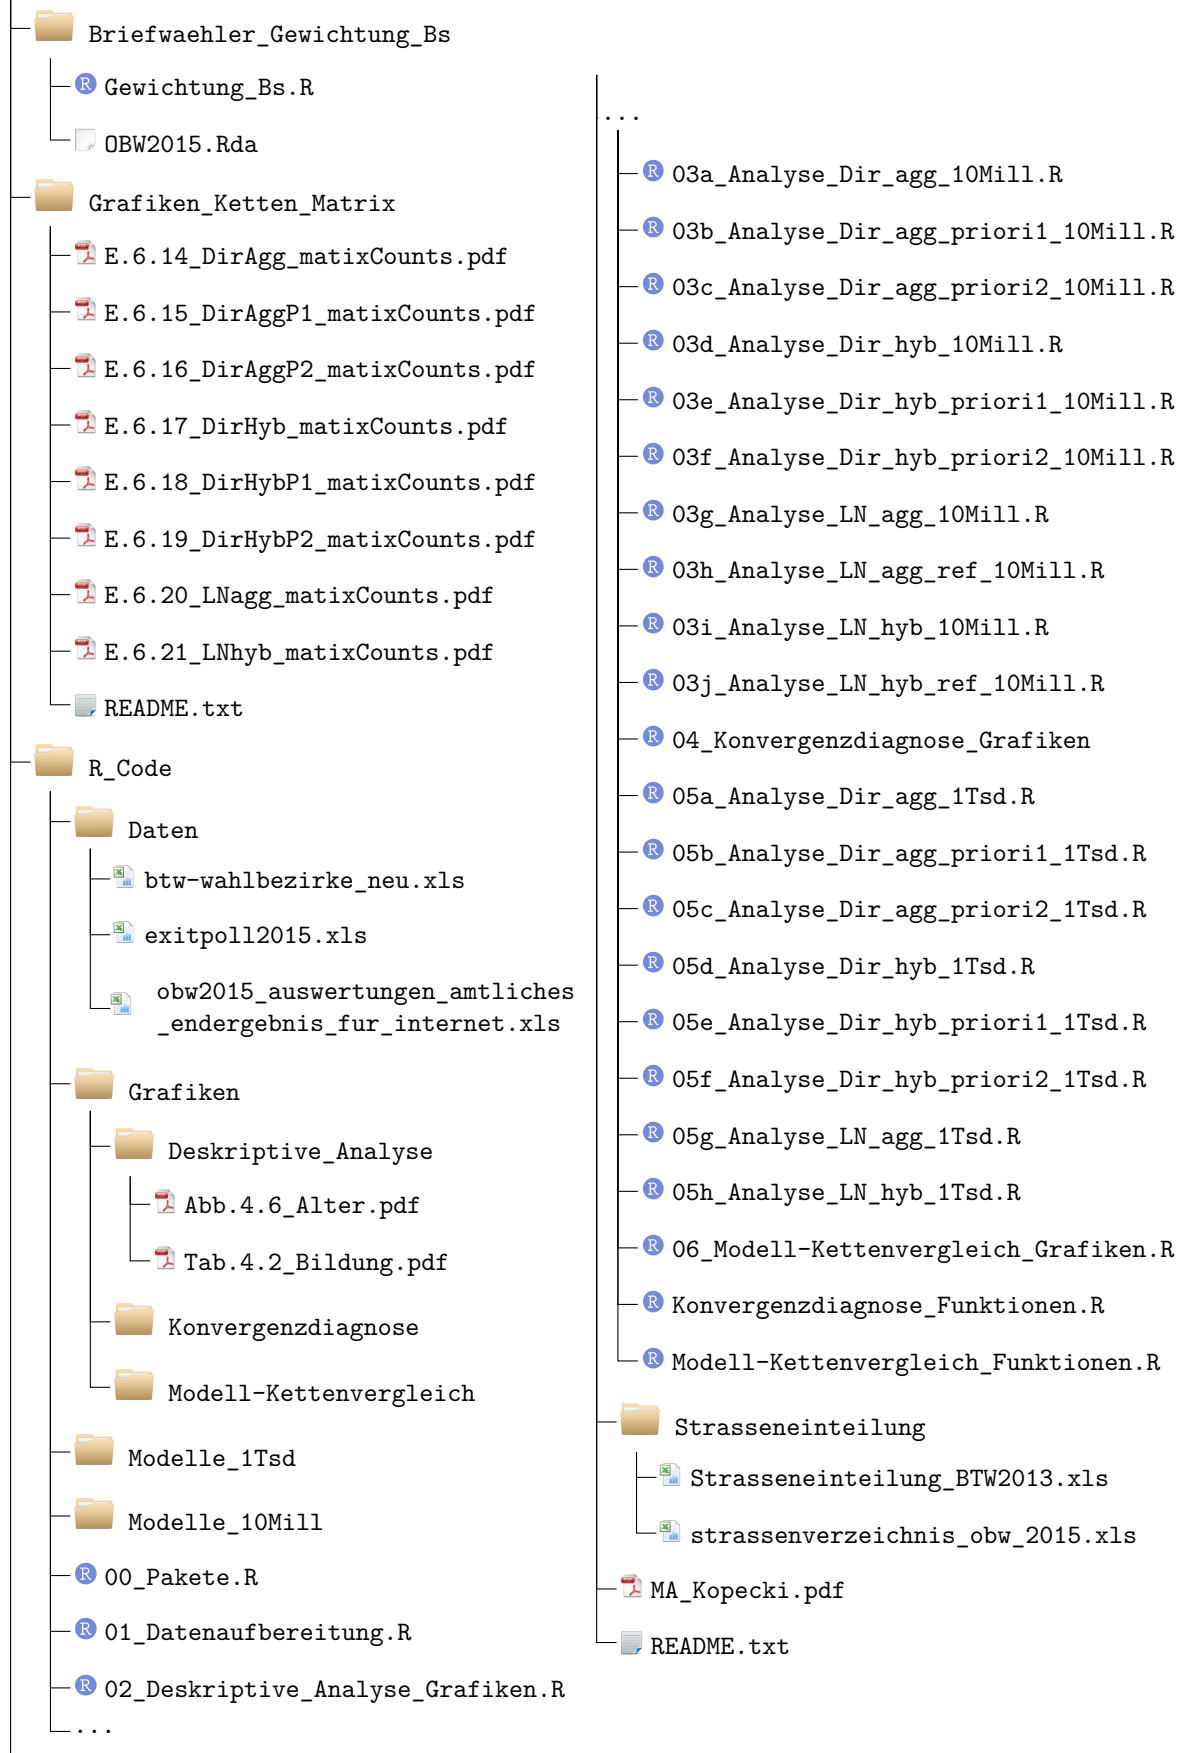 Briefwaehler_Gewichtung_Bs
Gewichtung_Bs.R
OBW2015.Rda
Grafiken_Ketten_Matrix
E.6.14_DirAgg_matixCounts.pdf
E.6.15_DirAggP1_matixCounts.pdf
E.6.16_DirAggP2_matixCounts.pdf
E.6.17_DirHyb_matixCounts.pdf
E.6.18_DirHybP1_matixCounts.pdf
E.6.19_DirHybP2_matixCounts.pdf
E.6.20_LNagg_matixCounts.pdf
E.6.21_LNhyb_matixCounts.pdf
README.txt
R_Code
Daten
btw-wahlbezirke_neu.xls
exitpoll2015.xls
obw2015_auswertungen_amtliches
_endergebnis_fur_internet.xls
Grafiken
Deskriptive_Analyse
Abb.4.6_Alter.pdf
Tab.4.2_Bildung.pdf
Konvergenzdiagnose
Modell-Kettenvergleich
Modelle_1Tsd
Modelle_10Mill
00_Pakete.R
01_Datenaufbereitung.R
02_Deskriptive_Analyse_Grafiken.R
...
....
03a_Analyse_Dir_agg_10Mill.R
03b_Analyse_Dir_agg_priori1_10Mill.R
03c_Analyse_Dir_agg_priori2_10Mill.R
03d_Analyse_Dir_hyb_10Mill.R
03e_Analyse_Dir_hyb_priori1_10Mill.R
03f_Analyse_Dir_hyb_priori2_10Mill.R
03g_Analyse_LN_agg_10Mill.R
03h_Analyse_LN_agg_ref_10Mill.R
03i_Analyse_LN_hyb_10Mill.R
03j_Analyse_LN_hyb_ref_10Mill.R
04_Konvergenzdiagnose_Grafiken
05a_Analyse_Dir_agg_1Tsd.R
05b_Analyse_Dir_agg_priori1_1Tsd.R
05c_Analyse_Dir_agg_priori2_1Tsd.R
05d_Analyse_Dir_hyb_1Tsd.R
05e_Analyse_Dir_hyb_priori1_1Tsd.R
05f_Analyse_Dir_hyb_priori2_1Tsd.R
05g_Analyse_LN_agg_1Tsd.R
05h_Analyse_LN_hyb_1Tsd.R
06_Modell-Kettenvergleich_Grafiken.R
Konvergenzdiagnose_Funktionen.R
Modell-Kettenvergleich_Funktionen.R
Strasseneinteilung
Strasseneinteilung_BTW2013.xls
strassenverzeichnis_obw_2015.xls
MA_Kopecki.pdf
README.txt